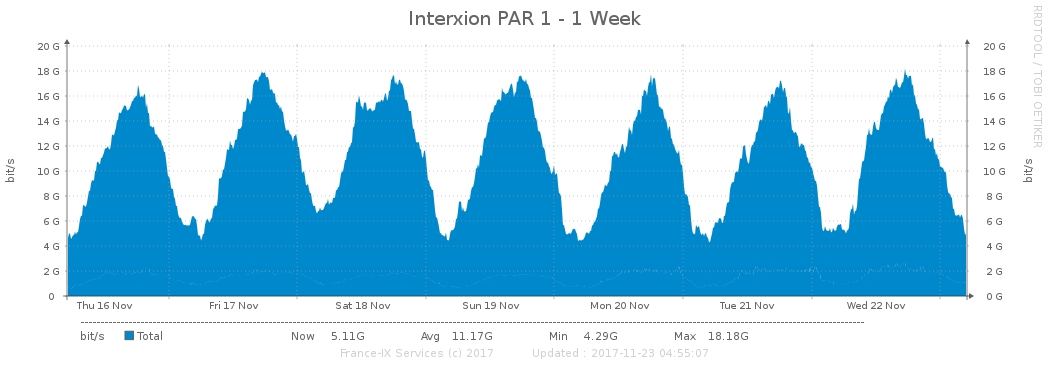 Interxion PAR 1 - 1 Week
RRDTOOL / TOBI OETIKER
bit/s
20 G 20 G
18 G 18 G
16 G 16 G
14 G 14 G
12 G 12 G
10 G 10 G
8 G 8 G
6 G 6 G
4 G 4 G
2 G 2 G
0 0 G
bit/s
Thu 16 Nov Fri 17 Nov Sat 18 Nov Sun 19 Nov Mon 20 Nov Tue 21 Nov Wed 22 Nov
bit/s Total Now 5.11G Avg 11.17G Min 4.29G Max 18.18G
France-IX Services (c) 2017 Updated : 2017-11-23 04:55:07